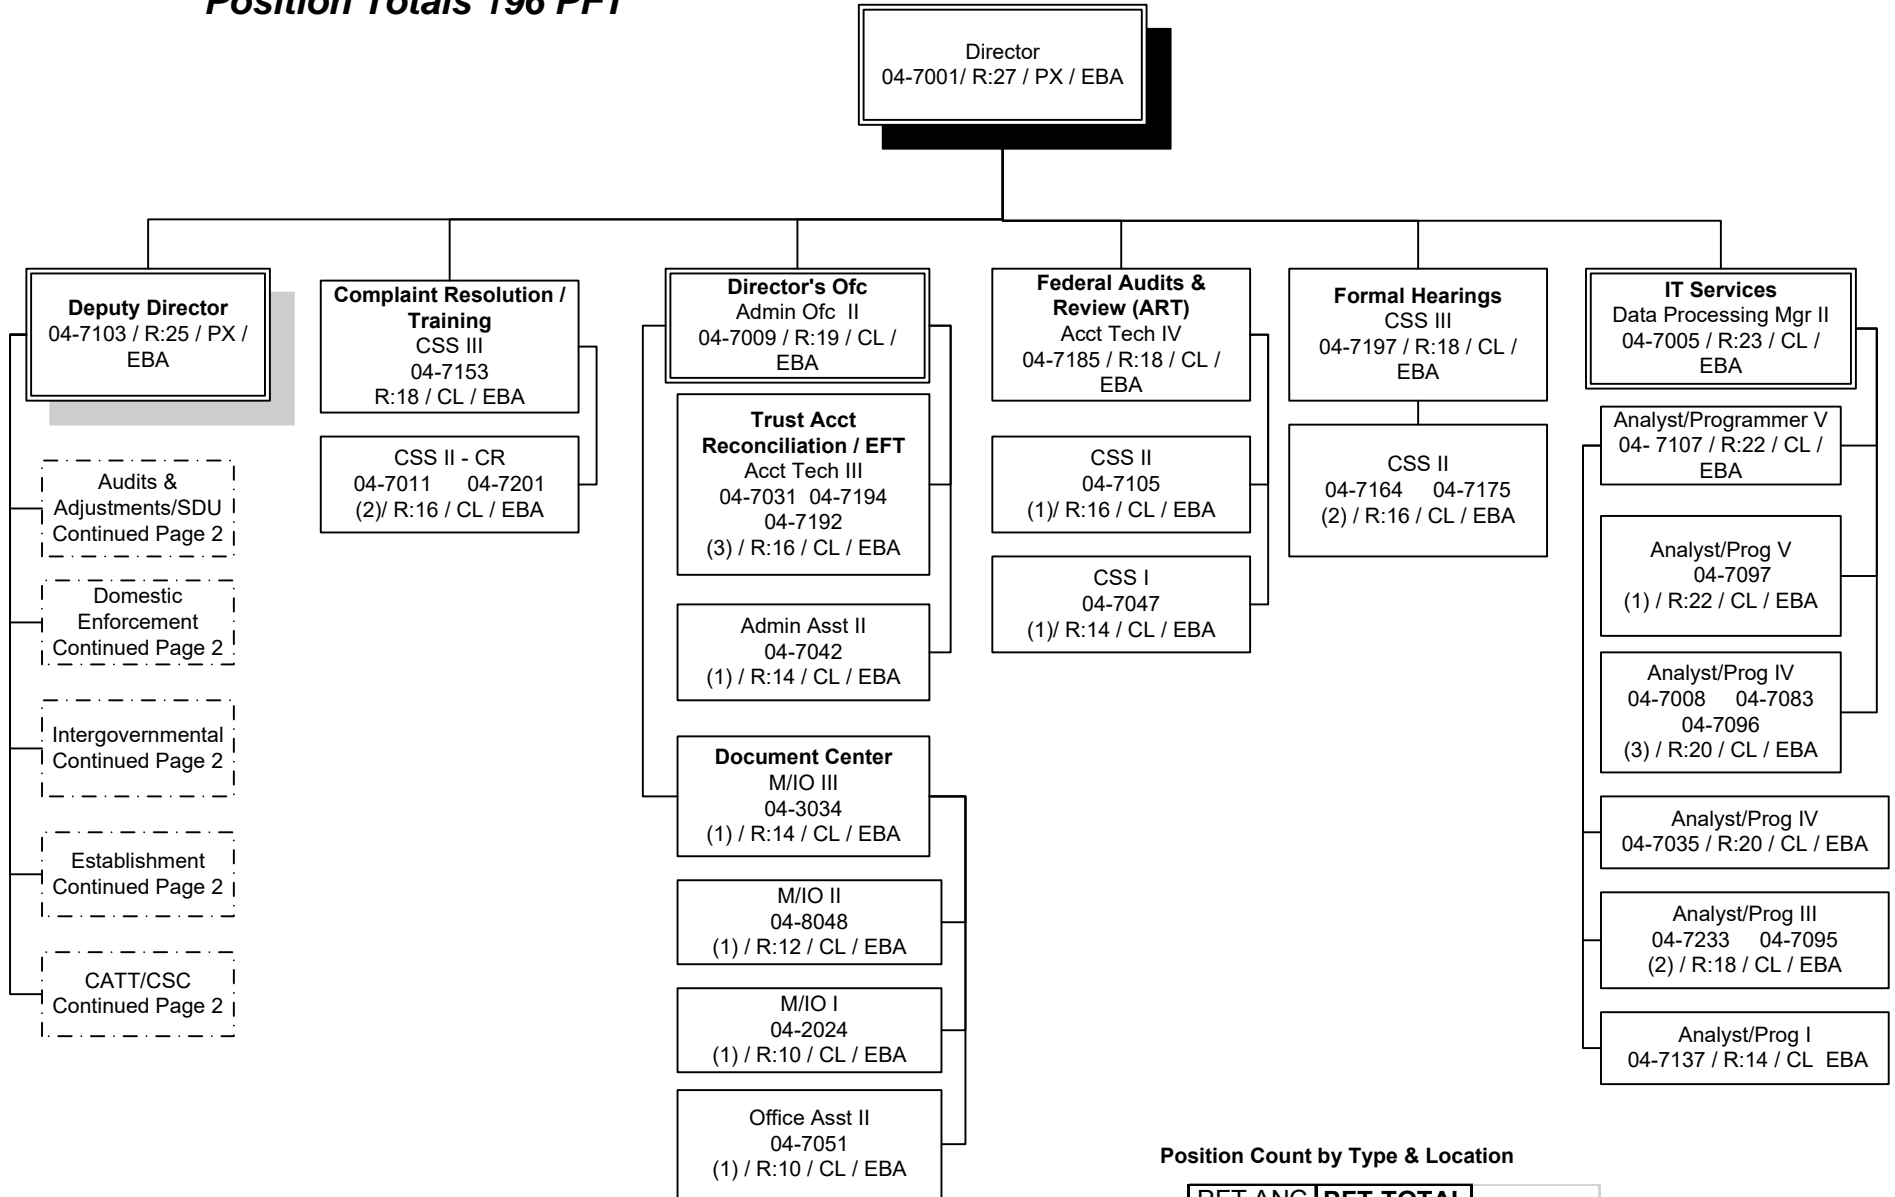 Position Totals 196 PFT
Director
04-7001/ R:27 / PX / EBA
Deputy Director
04-7103 / R:25 / PX /
EBA
Audits &
Adjustments/SDU
Continued Page 2
Domestic
Enforcement
Continued Page 2
Intergovernmental
Continued Page 2
Establishment
Continued Page 2
CATT/CSC
Continued Page 2
Complaint Resolution /
Training
CSS III
04-7153
R:18 / CL / EBA
CSS II - CR
04-7011 04-7201
(2)/ R:16 / CL / EBA
Director's Ofc
Admin Ofc II
04-7009 / R:19 / CL /
EBA
Trust Acct
Reconciliation / EFT
Acct Tech III
04-7031 04-7194
04-7192
(3) / R:16 / CL / EBA
Admin Asst II
04-7042
(1) / R:14 / CL / EBA
Document Center
M/IO III
04-3034
(1) / R:14 / CL / EBA
M/IO II
04-8048
(1) / R:12 / CL / EBA
M/IO I
04-2024
(1) / R:10 / CL / EBA
Office Asst II
04-7051
(1) / R:10 / CL / EBA
Federal Audits &
Review (ART)
Acct Tech IV
04-7185 / R:18 / CL /
EBA
CSS II
04-7105
(1)/ R:16 / CL / EBA
CSS I
04-7047
(1)/ R:14 / CL / EBA
Formal Hearings
CSS III
04-7197 / R:18 / CL /
EBA
CSS II
04-7164 04-7175
(2) / R:16 / CL / EBA
IT Services
Data Processing Mgr II
04-7005 / R:23 / CL /
EBA
Analyst/Programmer V
04- 7107 / R:22 / CL /
EBA
Analyst/Prog V
04-7097
(1) / R:22 / CL / EBA
Analyst/Prog IV
04-7008 04-7083
04-7096
(3) / R:20 / CL / EBA
Analyst/Prog IV
04-7035 / R:20 / CL / EBA
Analyst/Prog III
04-7233 04-7095
(2) / R:18 / CL / EBA
Analyst/Prog I
04-7137 / R:14 / CL EBA
Position Count by Type & Location
PFT ANC PFT TOTAL